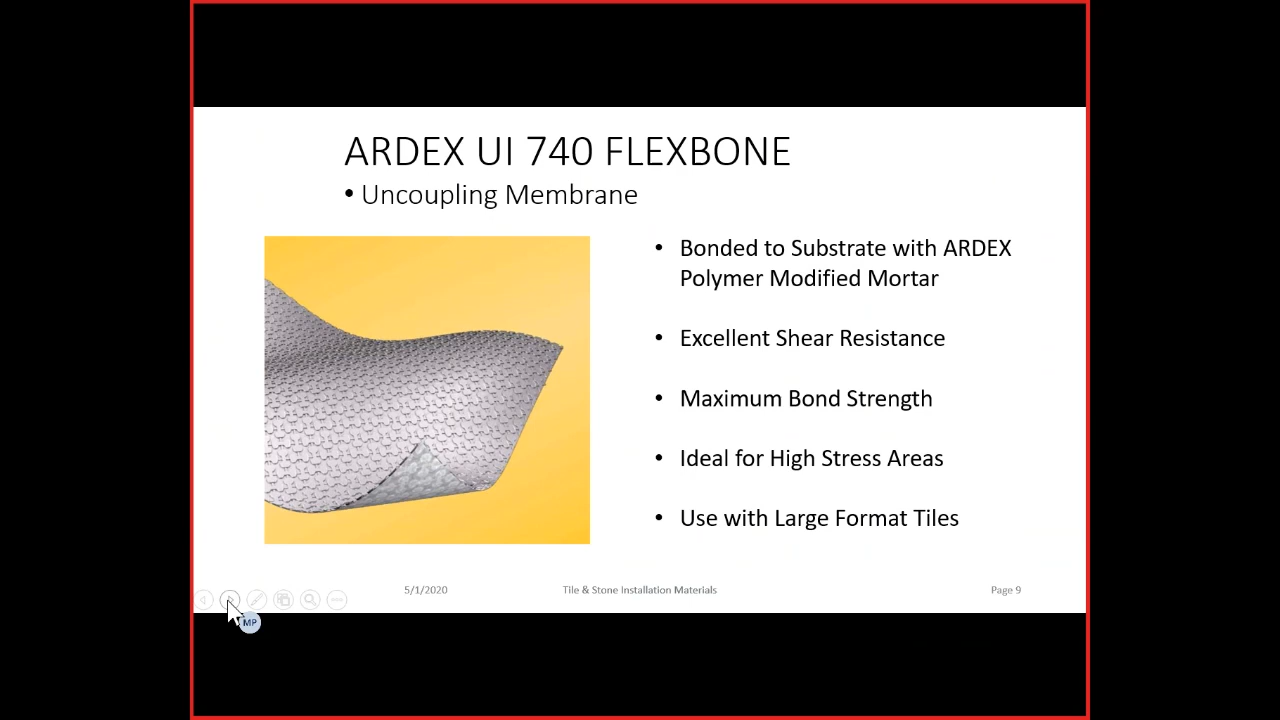 ARDEX UI 740 FLEXBONE
• Uncoupling Membrane
• Bonded to Substrate with ARDEX
Polymer Modified Mortar
• Excellent Shear Resistance
• Maximum Bond Strength
• Ideal for High Stress Areas
• Use with Large Format Tiles
5/1/2020
Tile & Stone Installation Materials
Page 9
MP